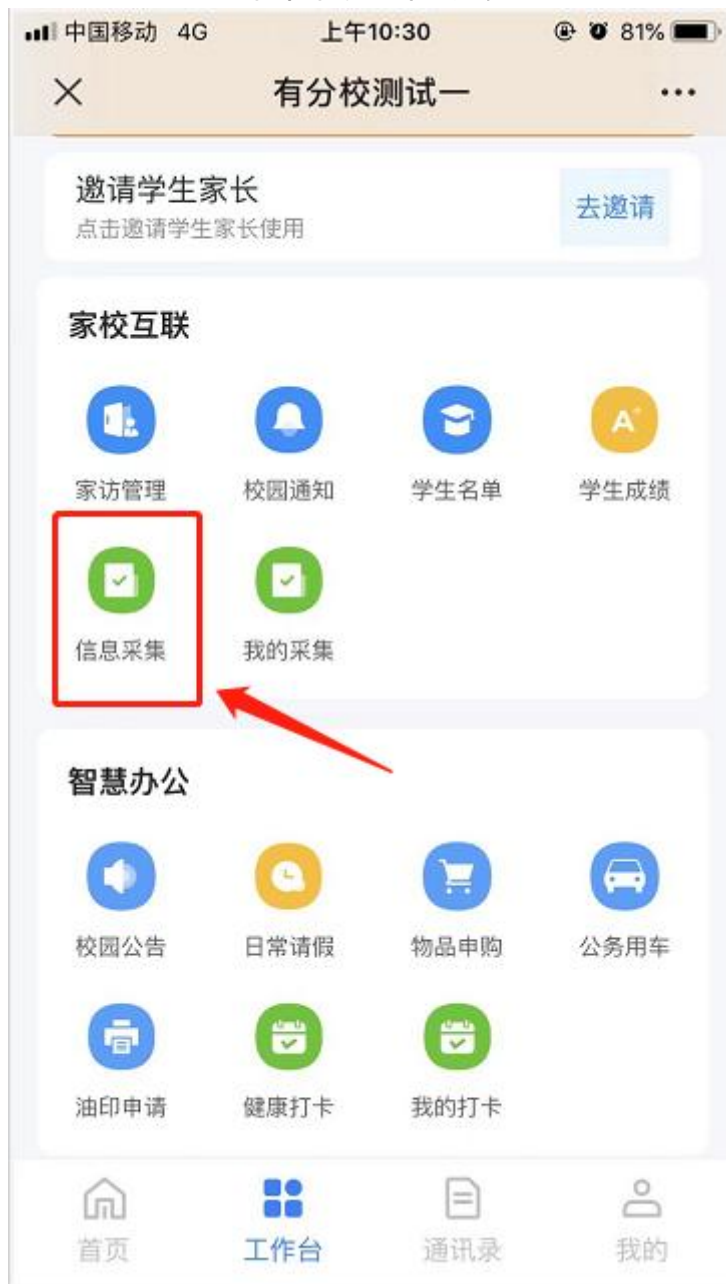 中国移动 4G 上午10:30 81%
有分校测试一
邀请学生家长
去邀请
点击邀请学生家长使用
家校互联
家访管理 校园通知 学生名单 学生成绩
信息采集 我的采集
智慧办公
校园公告 日常请假 物品申购 公务用车
油印申请 健康打卡 我的打卡
首页 工作台 通讯录 我的